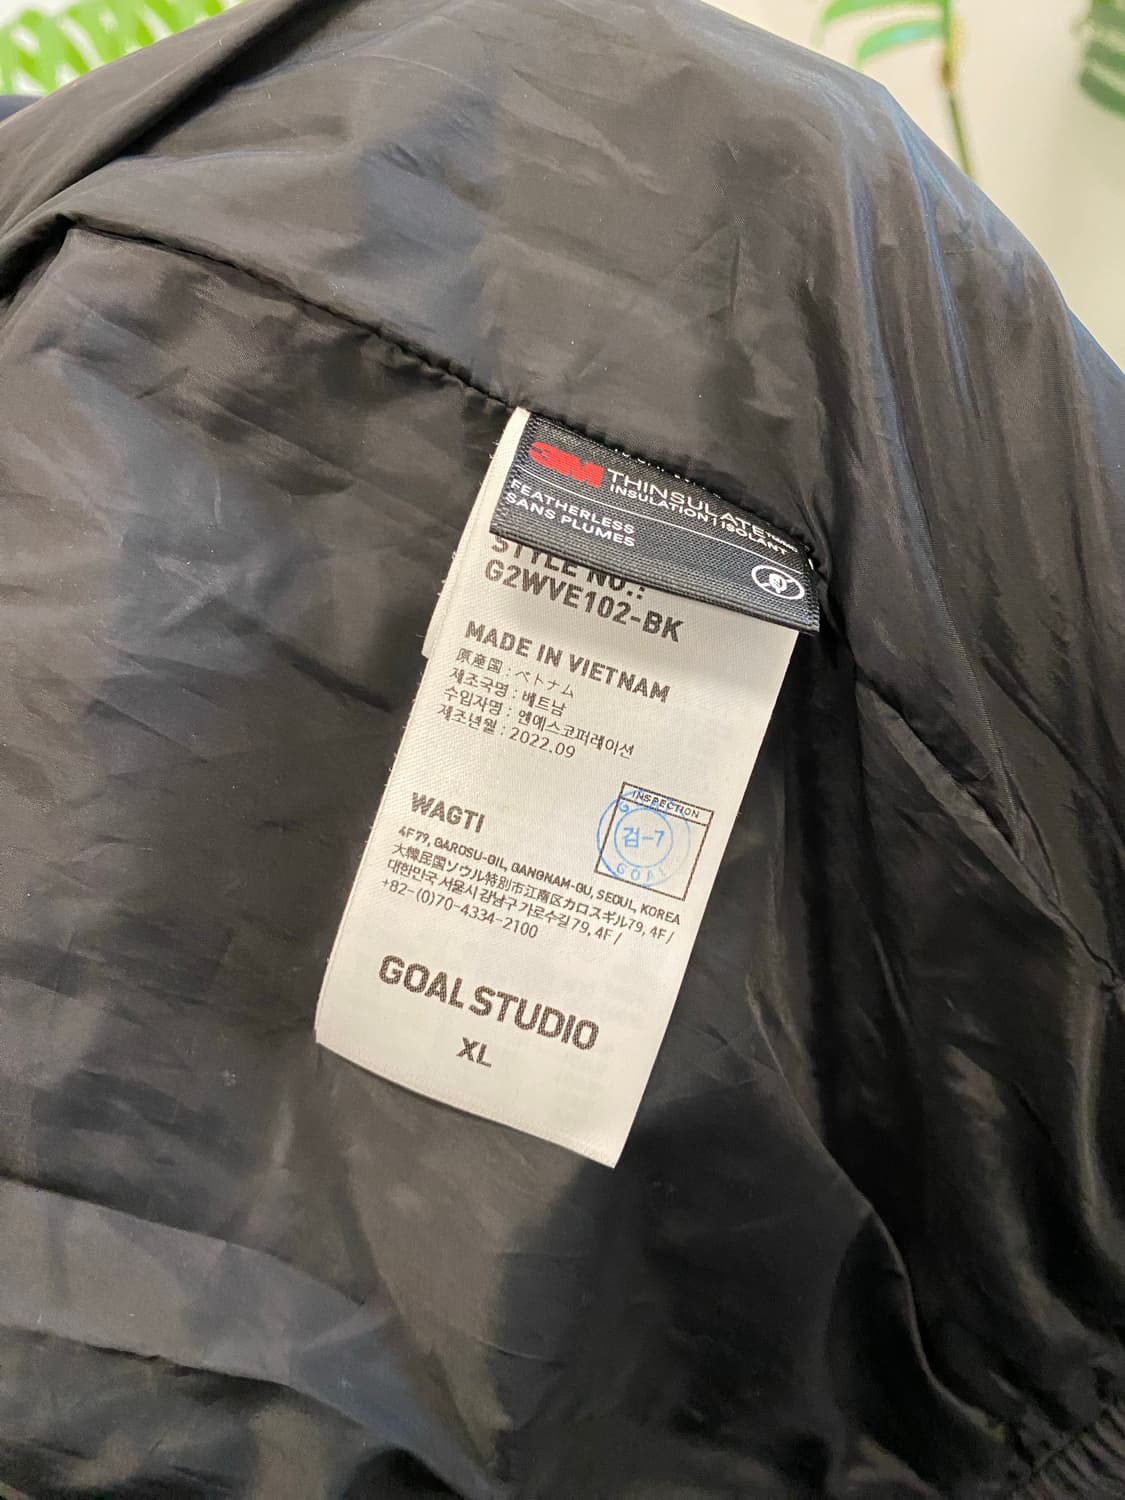 3M THINSULATE
INSULATION | ISOLANT
FEATHERLESS
SANS PLUMES
STYLE NO.:
G2WVE102-BK
MADE IN VIETNAM
原産国 : ベトナム
제조국명 : 베트남
수입자명 : 엔에스코퍼레이션
제조년월 : 2022.09
INSPECTION
검-7
GOAL
WAGTI
4F 79, GAROSU-GIL, GANGNAM-GU, SEOUL, KOREA
大韓民国ソウル特別市江南区カロスギル79, 4F /
대한민국 서울시 강남구 가로수길 79, 4F /
+82-(0)70-4334-2100
GOAL STUDIO
XL